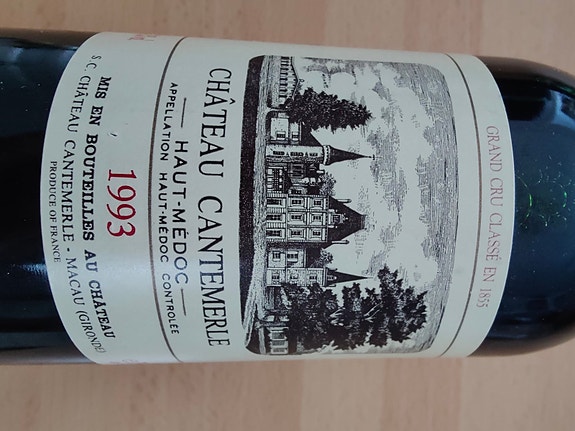 GRAND CRU CLASSÉ EN 1855
CHÂTEAU CANTEMERLE
HAUT-MÉDOC
APPELLATION HAUT-MÉDOC CONTROLÉE
1993
MIS EN BOUTEILLES AU CHÂTEAU
S.C. CHÂTEAU CANTEMERLE - MACAU (GIRONDE)
PRODUCE OF FRANCE